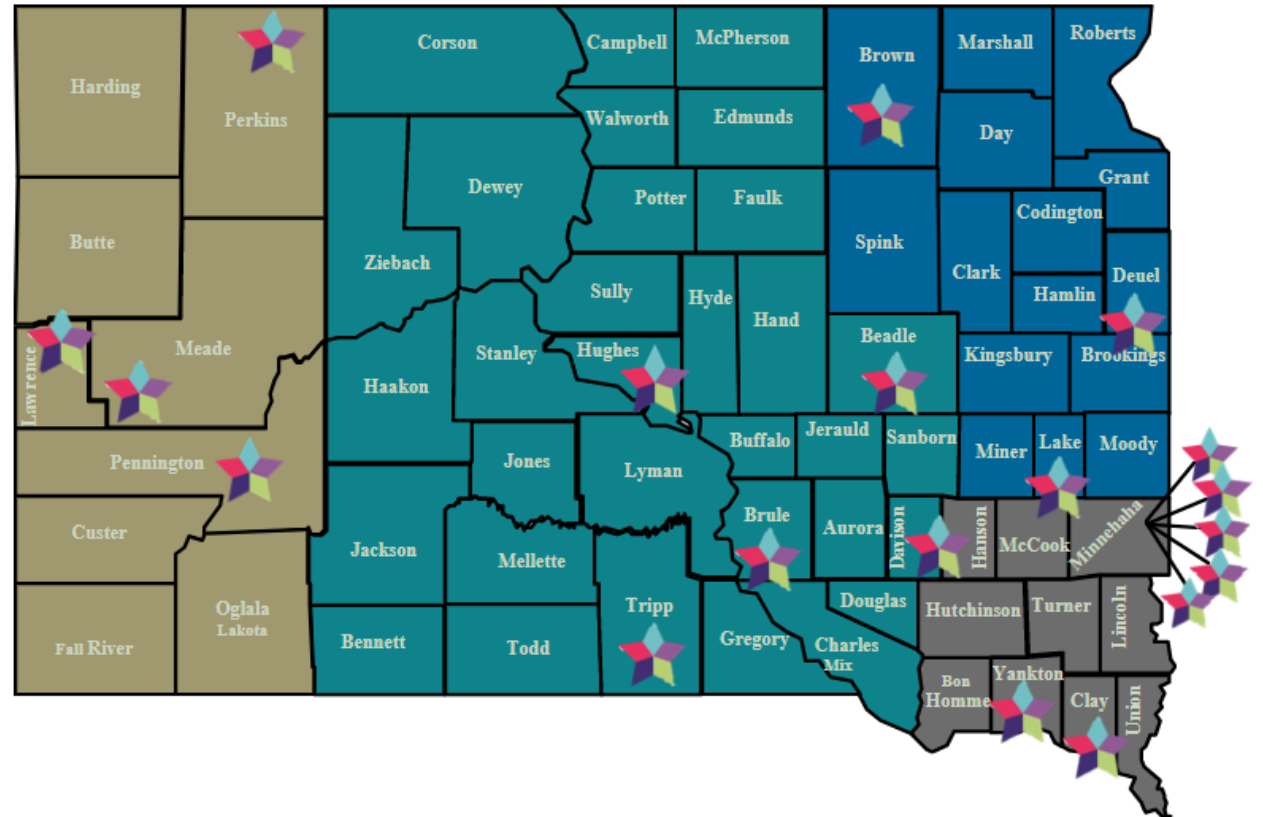 Corson
Campbell
McPherson
Brown
Marshall
Roberts
Harding
Perkins
Walworth
Edmunds
Day
Dewey
Potter
Faulk
Grant
Codington
Butte
Ziebach
Spink
Clark
Deuel
Sully
Hyde
Hand
Hamlin
Lawrence
Meade
Stanley
Hughes
Beadle
Kingsbury
Brookings
Haakon
Pennington
Jones
Lyman
Buffalo
Jerauld
Sanborn
Miner
Lake
Moody
Custer
Jackson
Mellette
Brule
Aurora
Davison
Hanson
McCook
Minnehaha
Oglala
Lakota
Fall River
Bennett
Todd
Tripp
Gregory
Charles
Mix
Douglas
Hutchinson
Turner
Lincoln
Bon
Homme
Yankton
Clay
Union